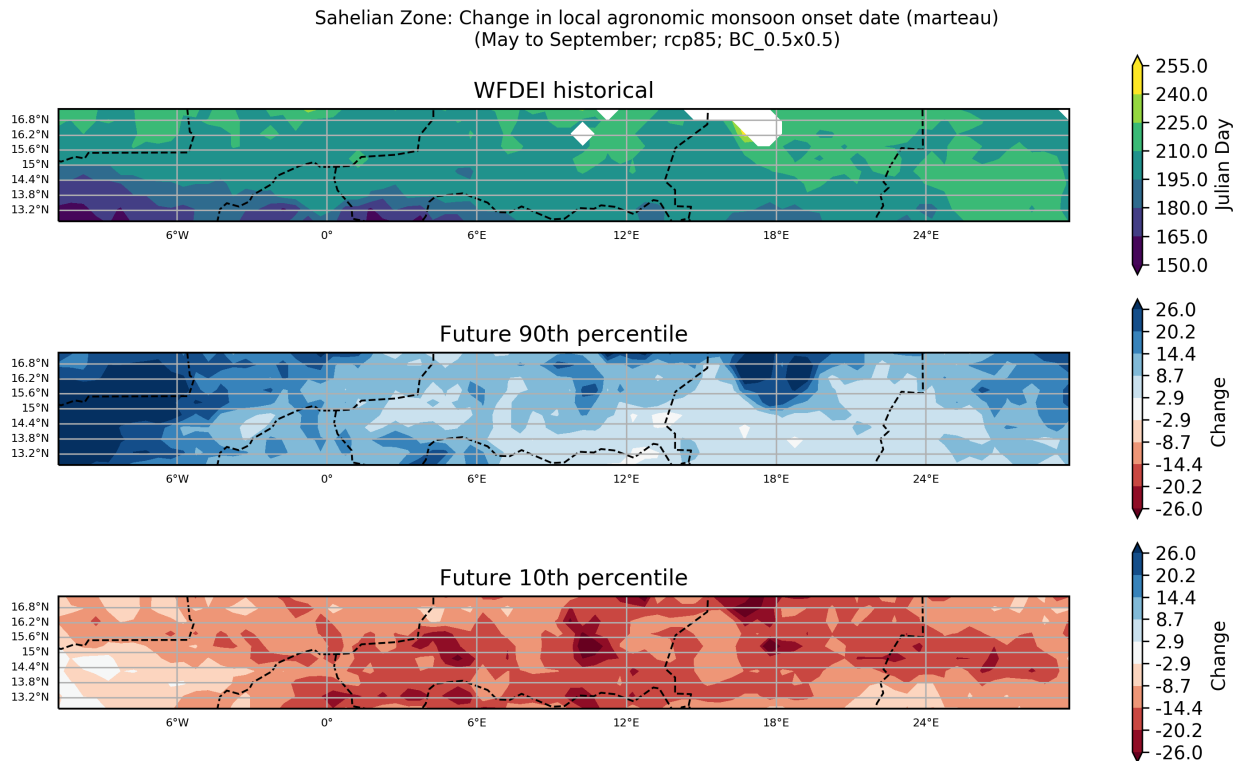 Sahelian Zone: Change in local agronomic monsoon onset date (marteau)
(May to September; rcp85; BC_0.5x0.5)
WFDEI historical
16.8°N
16.2°N
15.6°N
15°N
14.4°N
13.8°N
13.2°N
6°W
0°
6°E
12°E
18°E
24°E
255.0
240.0
225.0
210.0
195.0
180.0
165.0
150.0
Julian Day
Future 90th percentile
16.8°N
16.2°N
15.6°N
15°N
14.4°N
13.8°N
13.2°N
6°W
0°
6°E
12°E
18°E
24°E
26.0
20.2
14.4
8.7
2.9
-2.9
-8.7
-14.4
-20.2
-26.0
Change
Future 10th percentile
16.8°N
16.2°N
15.6°N
15°N
14.4°N
13.8°N
13.2°N
6°W
0°
6°E
12°E
18°E
24°E
26.0
20.2
14.4
8.7
2.9
-2.9
-8.7
-14.4
-20.2
-26.0
Change